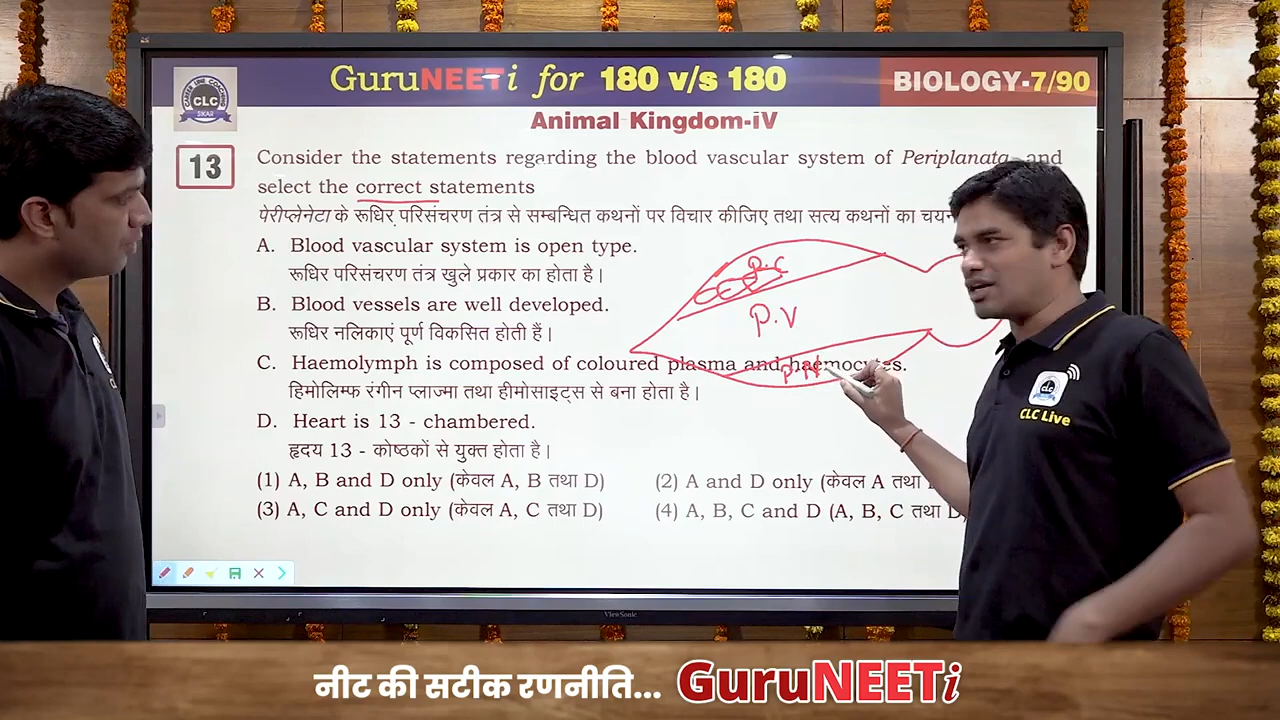 GuruNEETi for 180 v/s 180
BIOLOGY-7/90
CLC
SIKAR
Animal Kingdom-iV
13
Consider the statements regarding the blood vascular system of Periplanata and
select the correct statements
पेरीप्लेनेटा के रूधिर परिसंचरण तंत्र से सम्बन्धित कथनों पर विचार कीजिए तथा सत्य कथनों का
A. Blood vascular system is open type.
रूधिर परिसंचरण तंत्र खुले प्रकार का होता है।
P.C
B. Blood vessels are well developed.
P.V
रूधिर नलिकाएं पूर्ण विकसित होती हैं।
C. Haemolymph is composed of coloured plasma and haemocytes.
हिमोलिम्फ रंगीन प्लाज्मा तथा हीमोसाइट्स से बना होता है।
D. Heart is 13 - chambered.
हृदय 13 - कोष्ठकों से युक्त होता है।
(1) A, B and D only (केवल A, B तथा D)
(2) A and D only (केवल A तथा
(3) A, C and D only (केवल A, C तथा D)
(4) A, B, C and D (A, B, C तथा D
CLC
CLC Live
ViewSonic
नीट की सटीक रणनीति... GuruNEETi